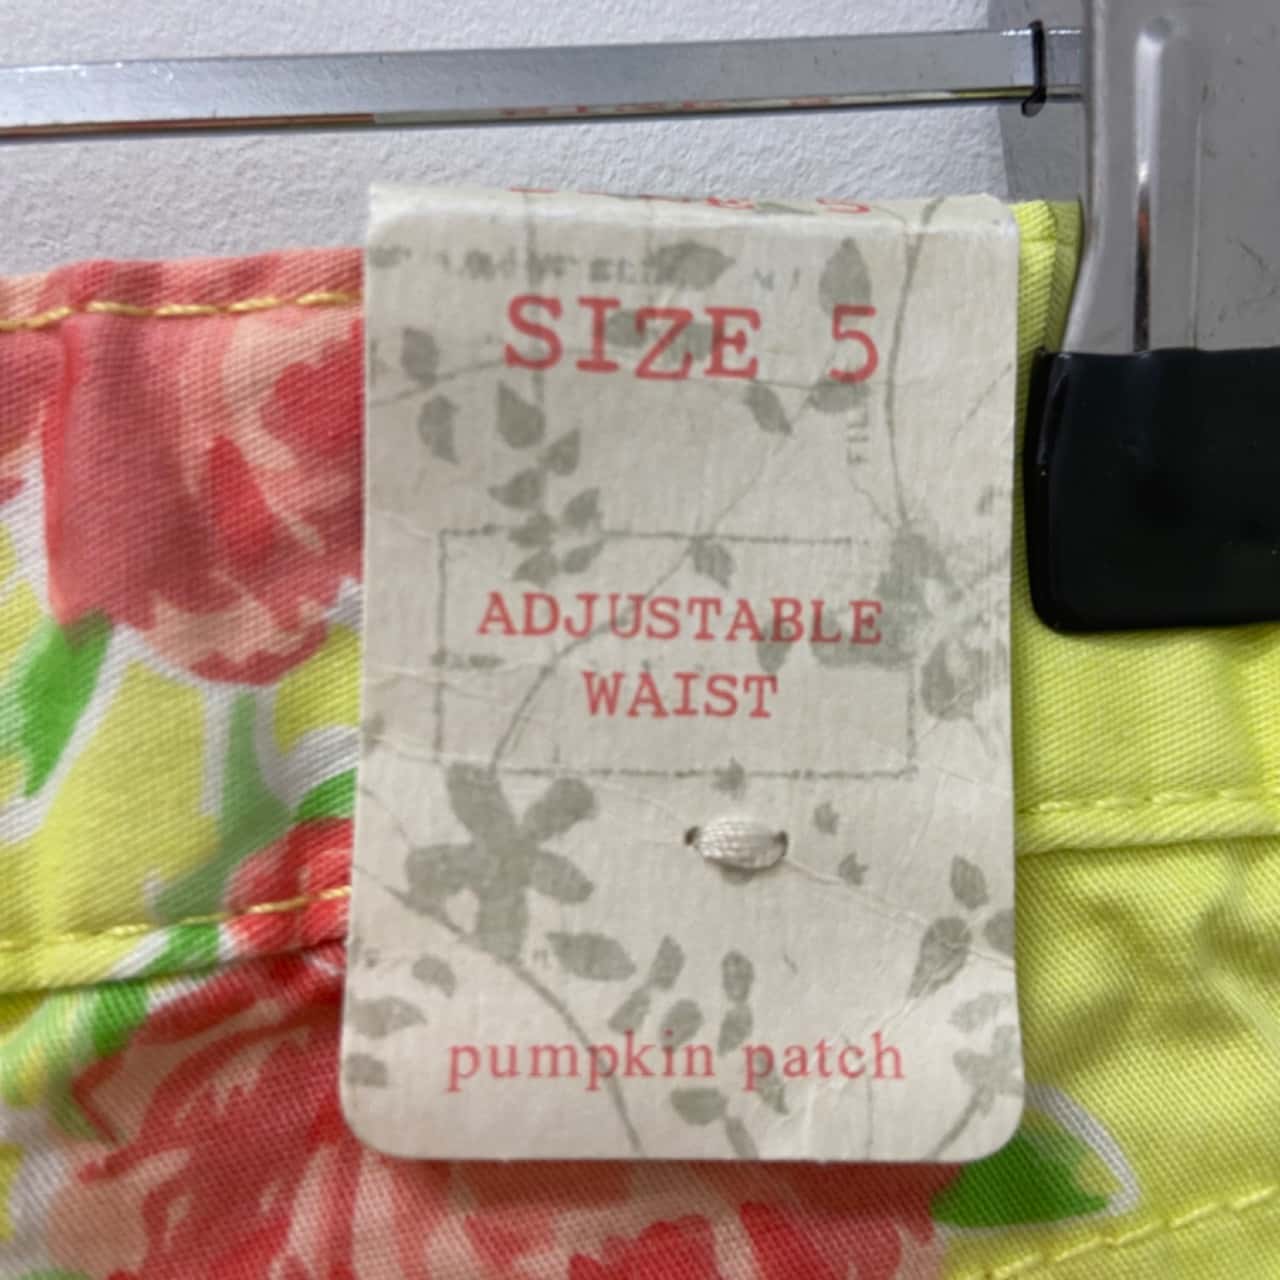 SIZE 5
ADJUSTABLE
WAIST
pumpkin patch